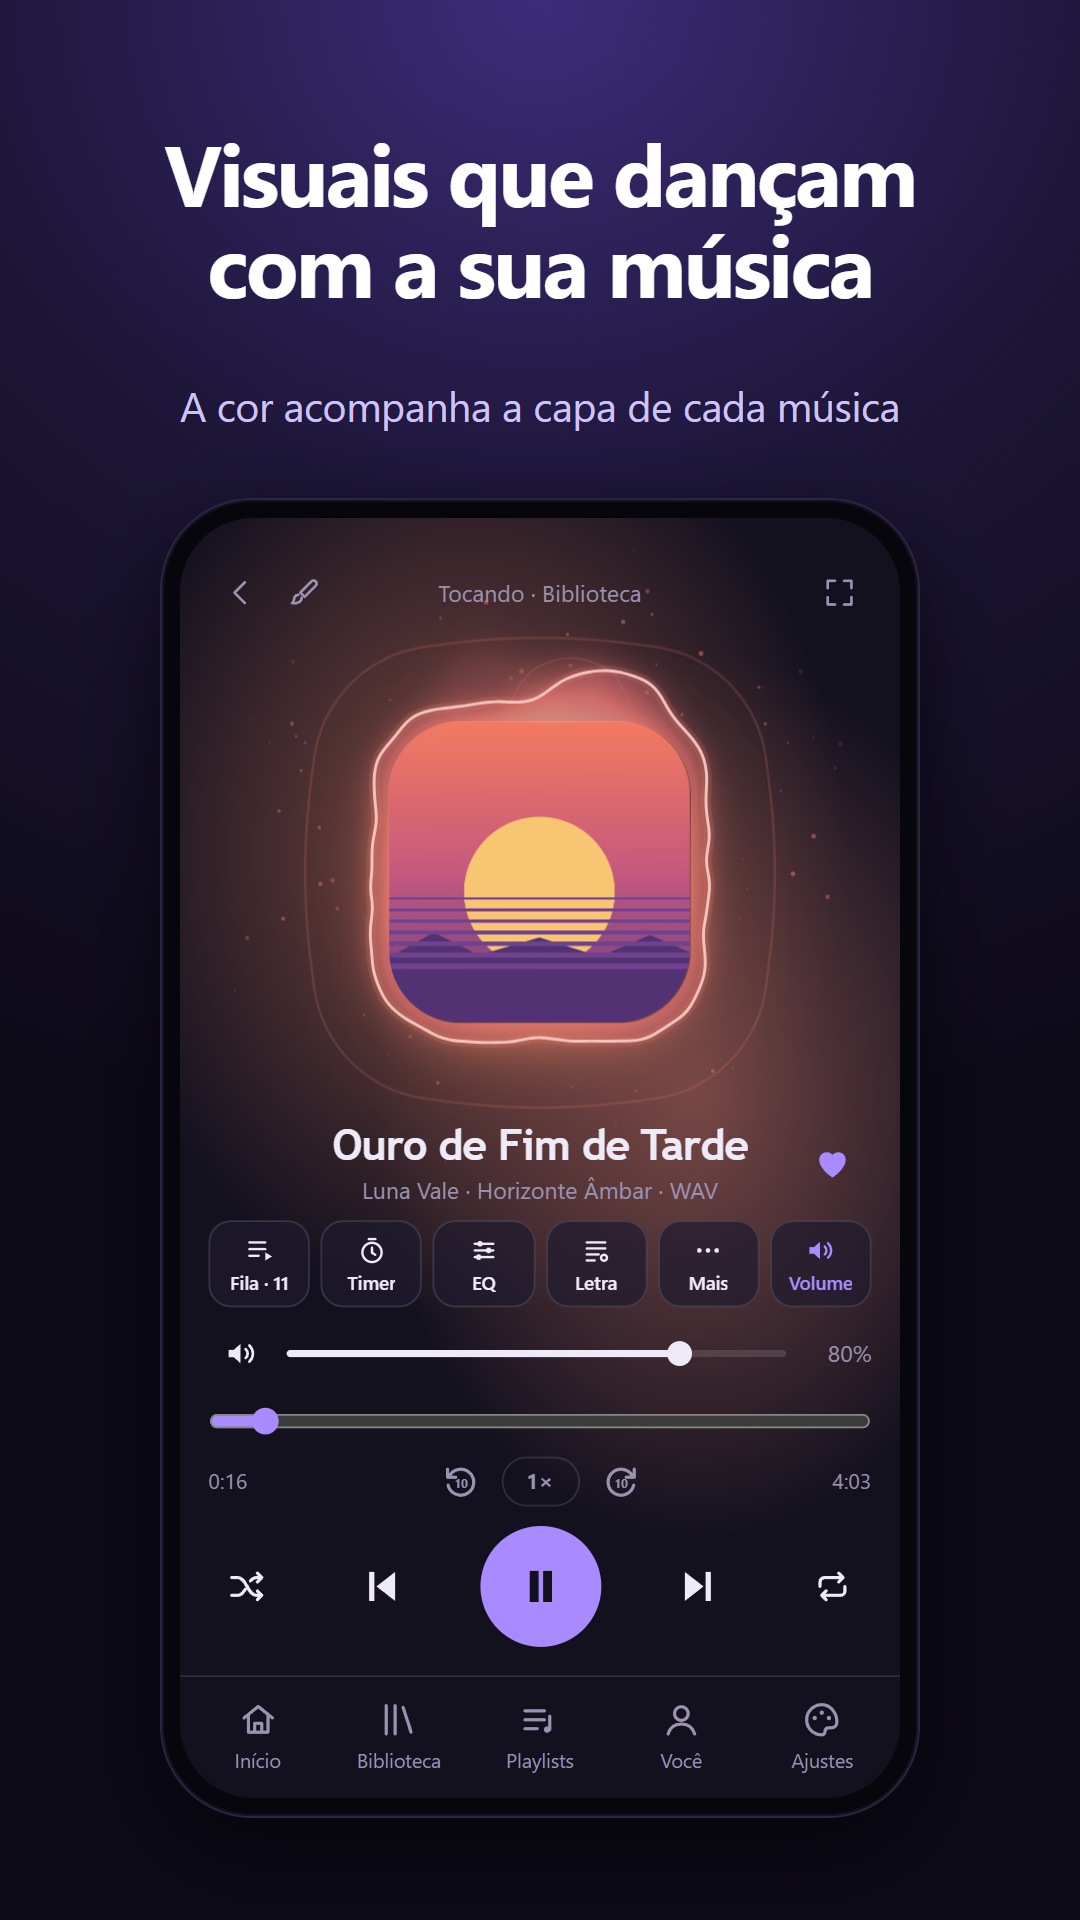 Visuais que dançam
com a sua música
A cor acompanha a capa de cada música
Tocando · Biblioteca
Ouro de Fim de Tarde
Luna Vale · Horizonte Âmbar · WAV
Fila · 11
Timer
EQ
Letra
Mais
Volume
80%
0:16
10
1×
10
4:03
Início
Biblioteca
Playlists
Você
Ajustes